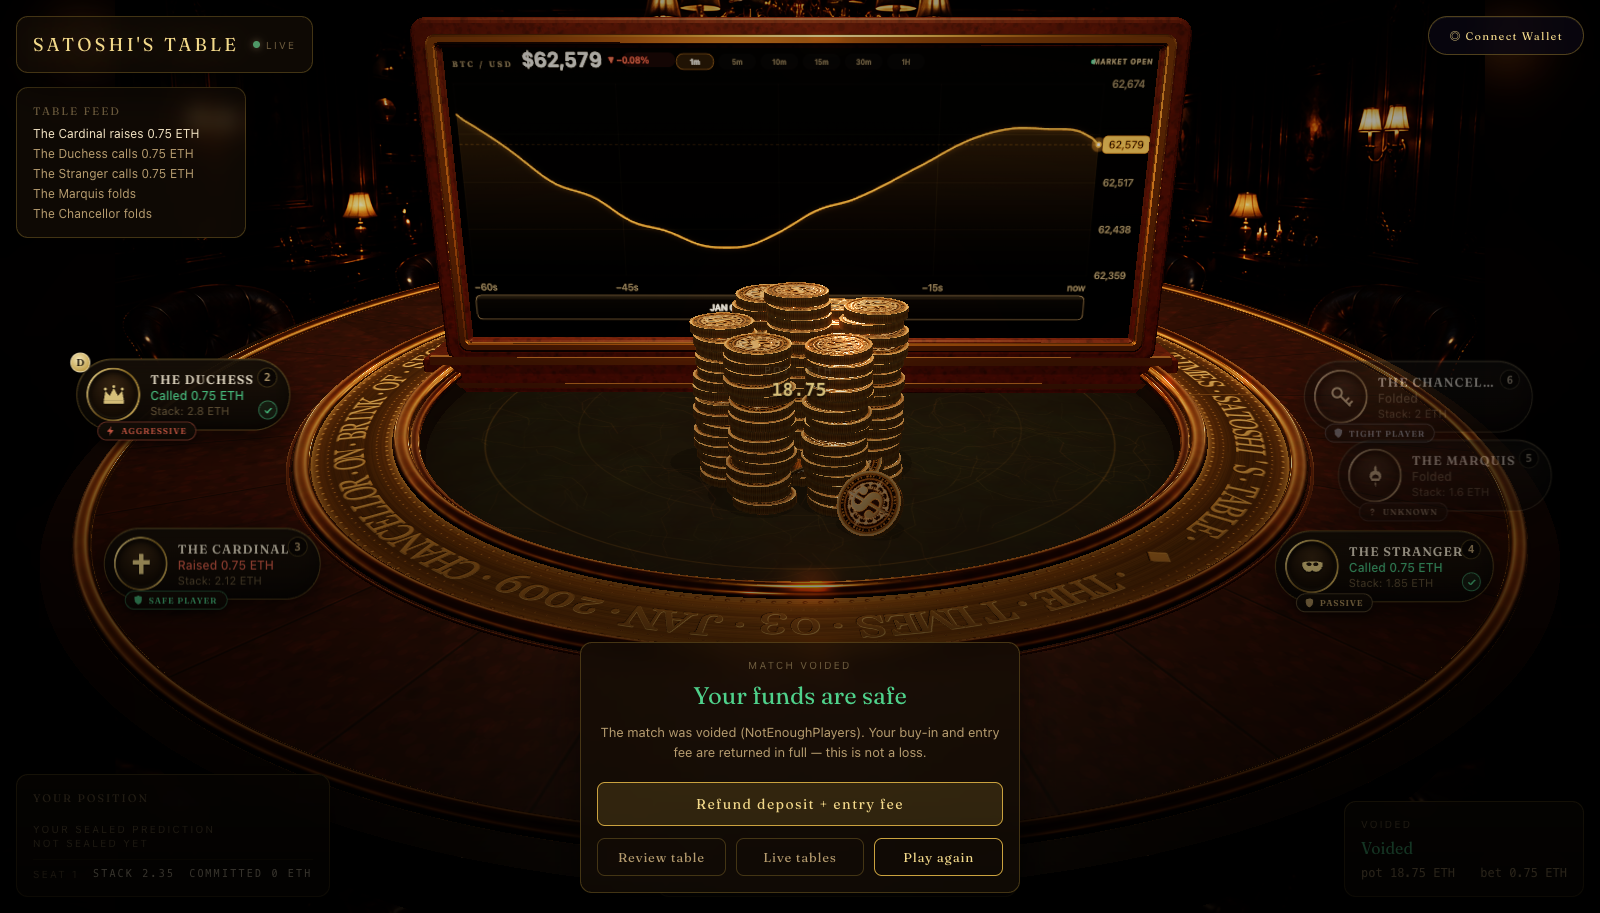 SATOSHI'S TABLE
LIVE
Connect Wallet
TABLE FEED
The Cardinal raises 0.75 ETH
The Duchess calls 0.75 ETH
The Stranger calls 0.75 ETH
The Marquis folds
The Chancellor folds
BTC / USD $62,579 ▼ −0.08% 1m 5m 10m 15m 30m 1H MARKET OPEN
62,674
62,579
62,517
62,438
62,359
−60s −45s −15s now
JAN
18.75
D
THE DUCHESS 2
Called 0.75 ETH
Stack: 2.8 ETH
AGGRESSIVE
THE CARDINAL 3
Raised 0.75 ETH
Stack: 2.12 ETH
SAFE PLAYER
THE CHANCEL... 6
Folded
Stack: 2 ETH
TIGHT PLAYER
THE MARQUIS 5
Folded
Stack: 1.6 ETH
? UNKNOWN
THE STRANGER 4
Called 0.75 ETH
Stack: 1.85 ETH
PASSIVE
SATOSHI'S TABLE · THE · TIMES · 03 · JAN · 2009 · CHANCELLOR · ON · BRINK · OF
MATCH VOIDED
Your funds are safe
The match was voided (NotEnoughPlayers). Your buy-in and entry
fee are returned in full — this is not a loss.
Refund deposit + entry fee
Review table
Live tables
Play again
YOUR POSITION
YOUR SEALED PREDICTION
NOT SEALED YET
SEAT 1 STACK 2.35 COMMITTED 0 ETH
VOIDED
Voided
pot 18.75 ETH bet 0.75 ETH